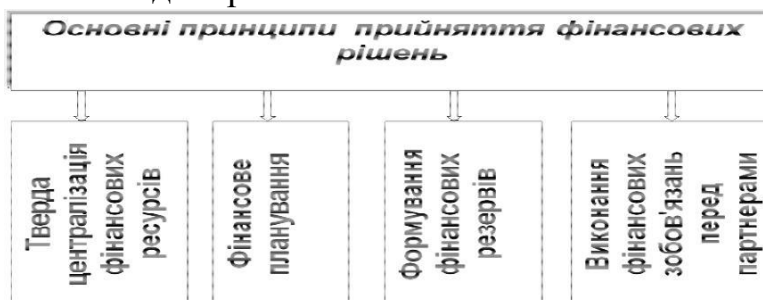 Основні принципи прийняття фінансових
рішень
Тверда
централізація
фінансових
ресурсів
Фінансове
планування
Формування
фінансових
резервів
Виконання
фінансових
зобов'язань
перед
партнерами